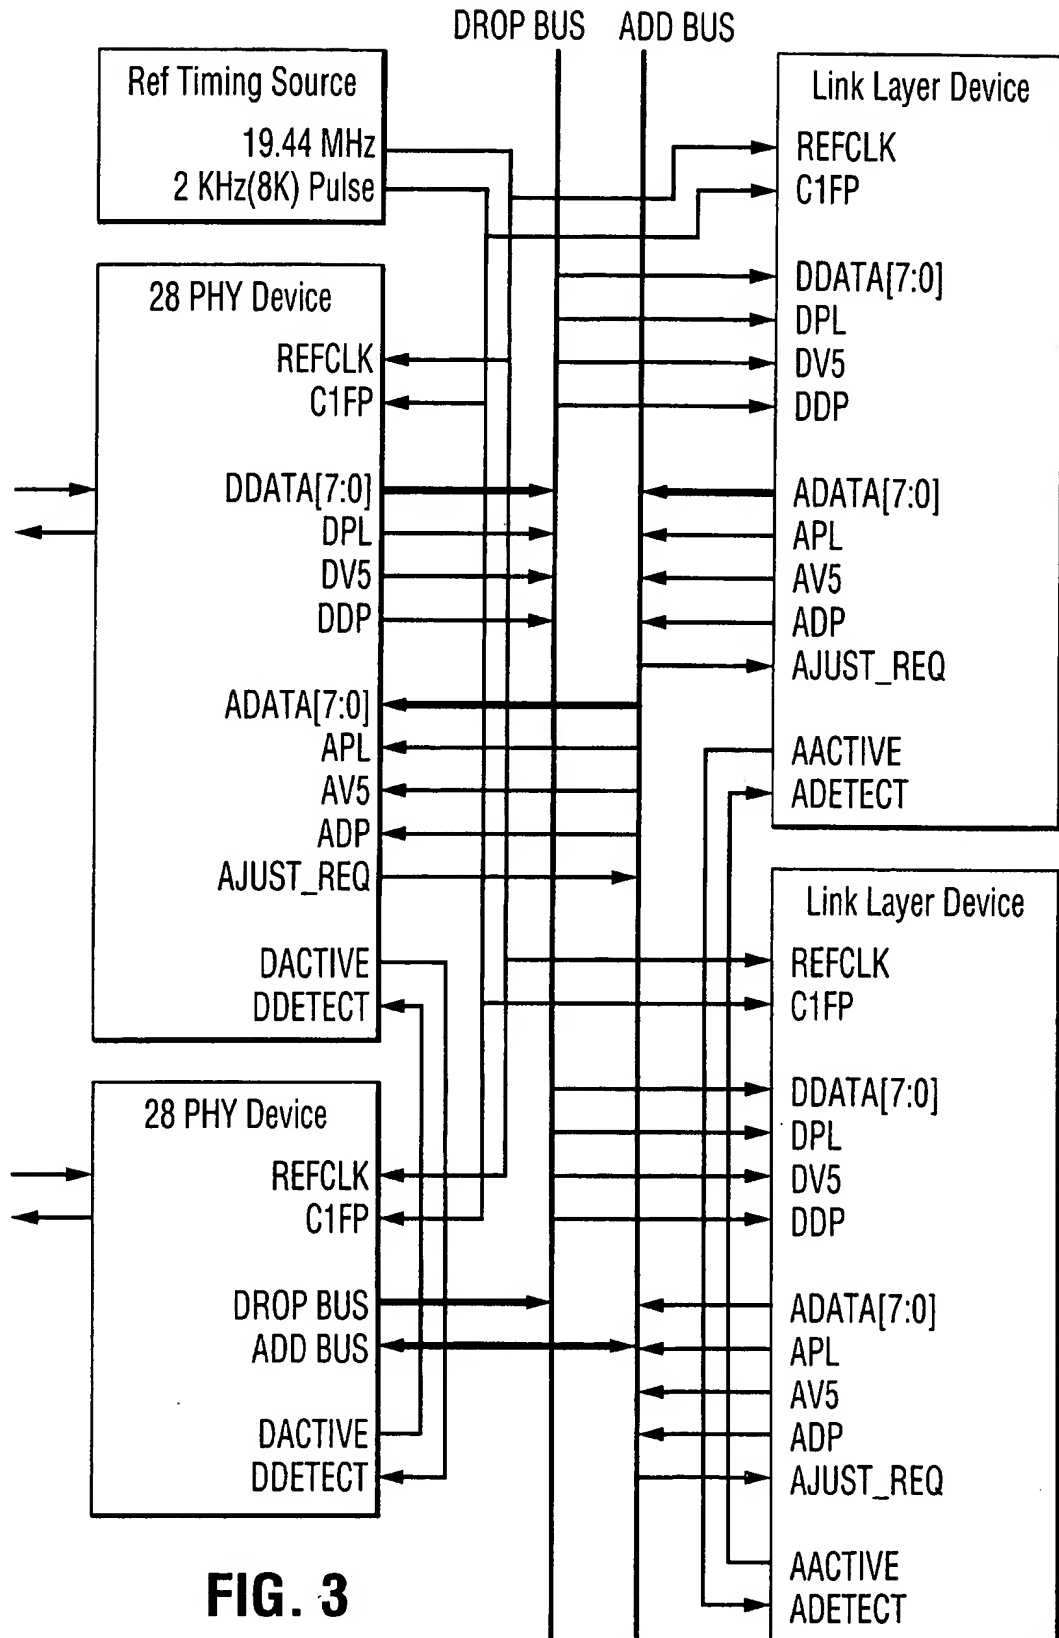 DROP BUS ADD BUS
Ref Timing Source
19.44 MHz
2 KHz(8K) Pulse
28 PHY Device
REFCLK
C1FP
DDATA[7:0]
DPL
DV5
DDP
ADATA[7:0]
APL
AV5
ADP
AJUST_REQ
DACTIVE
DDETECT
28 PHY Device
REFCLK
C1FP
DROP BUS
ADD BUS
DACTIVE
DDETECT
Link Layer Device
REFCLK
C1FP
DDATA[7:0]
DPL
DV5
DDP
ADATA[7:0]
APL
AV5
ADP
AJUST_REQ
AACTIVE
ADETECT
Link Layer Device
REFCLK
C1FP
DDATA[7:0]
DPL
DV5
DDP
ADATA[7:0]
APL
AV5
ADP
AJUST_REQ
AACTIVE
ADETECT
FIG. 3